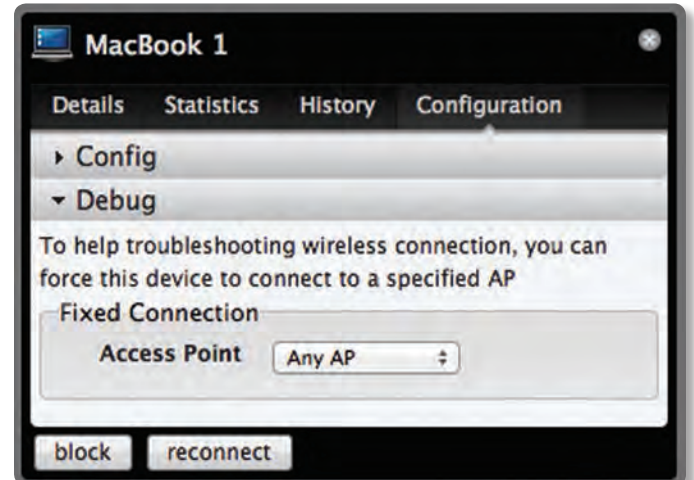 MacBook 1
Details Statistics History Configuration
Config
Debug
To help troubleshooting wireless connection, you can
force this device to connect to a specified AP
Fixed Connection
Access Point Any AP
block reconnect